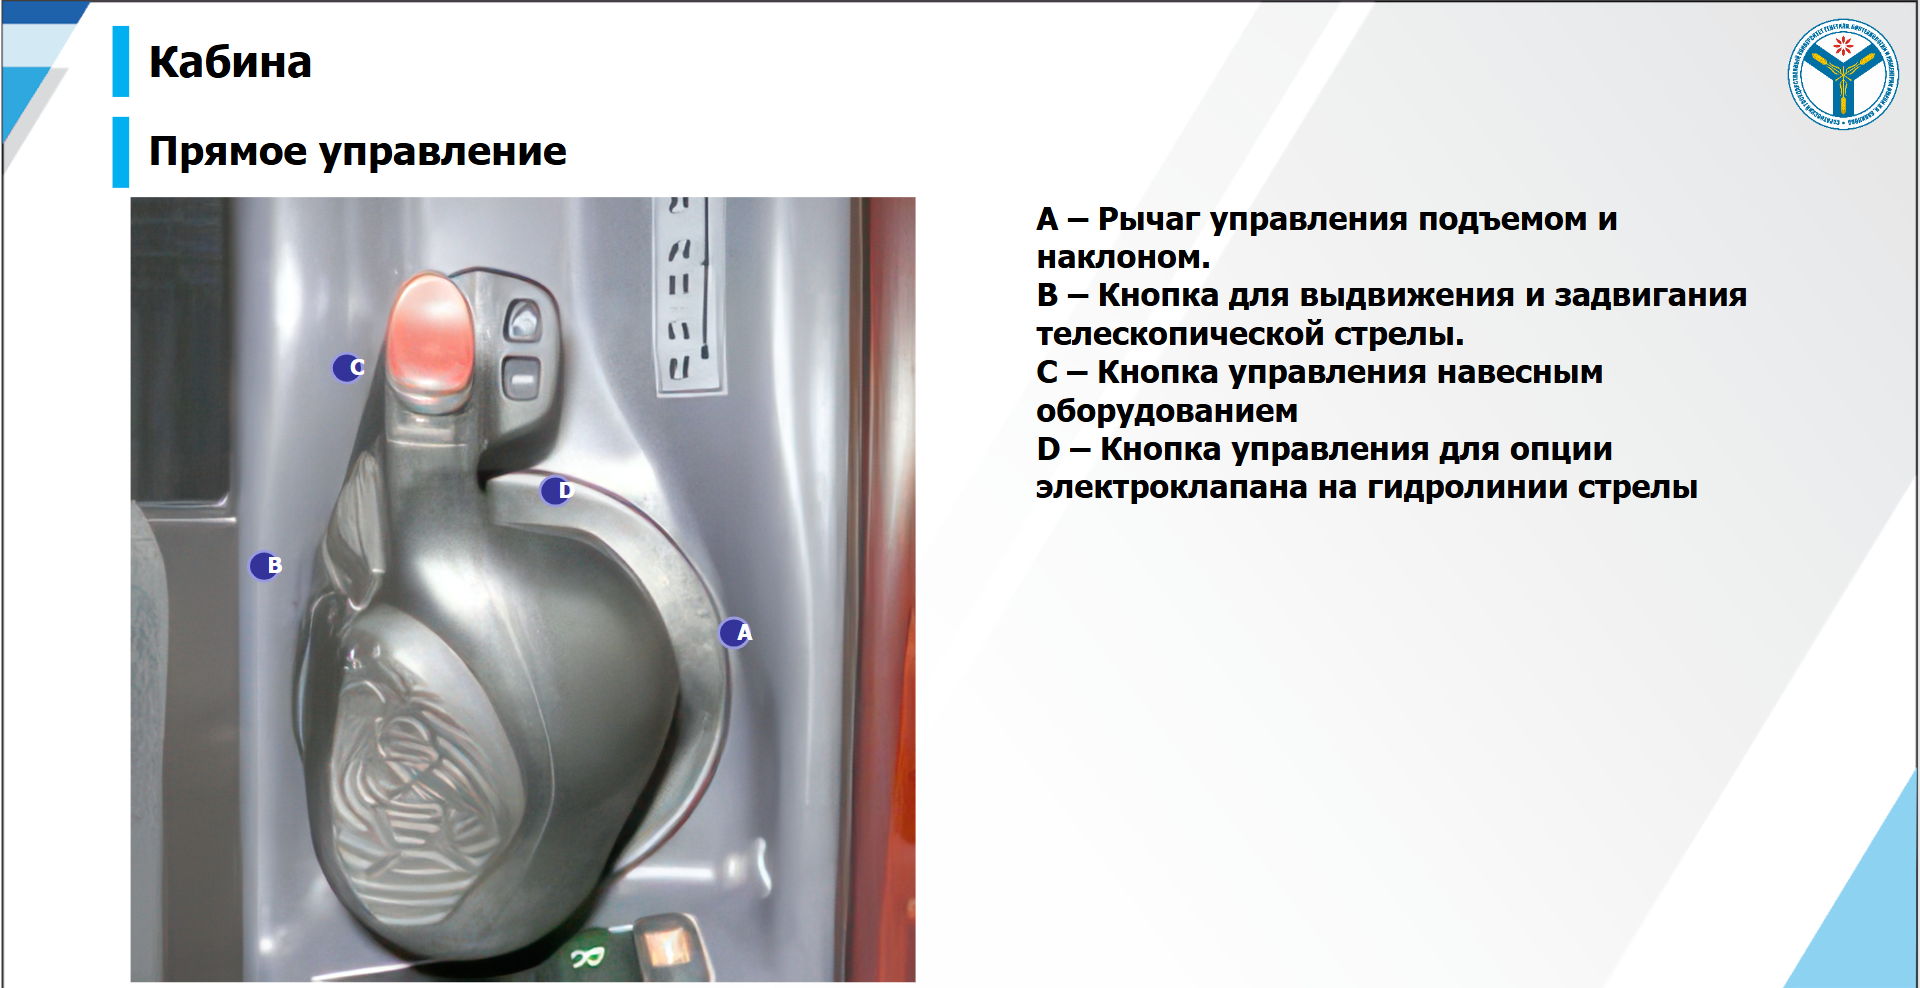 Кабина
Прямое управление
A – Рычаг управления подъемом и
наклоном.
B – Кнопка для выдвижения и задвигания
телескопической стрелы.
C – Кнопка управления навесным
оборудованием
D – Кнопка управления для опции
электроклапана на гидролинии стрелы
C
D
B
A